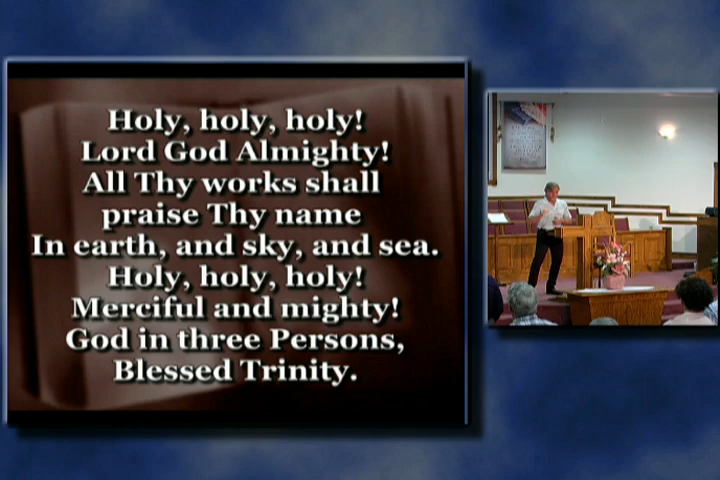 Holy, holy, holy!
Lord God Almighty!
All Thy works shall
praise Thy name
In earth, and sky, and sea.
Holy, holy, holy!
Merciful and mighty!
God in three Persons,
Blessed Trinity.